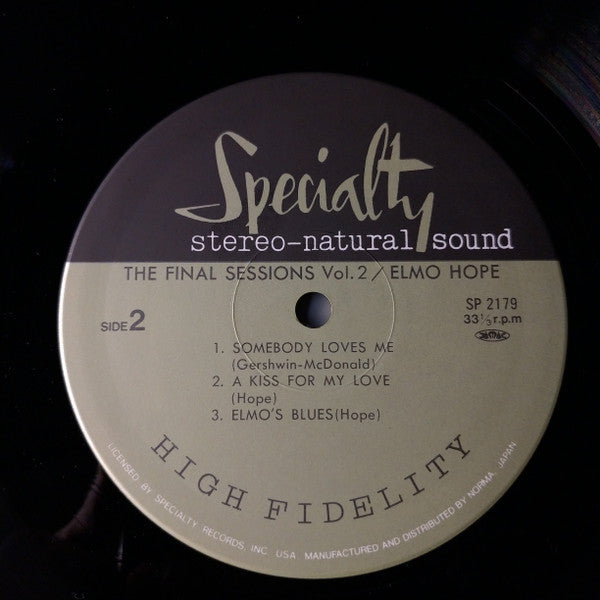 Specialty
stereo-natural sound
THE FINAL SESSIONS Vol.2 / ELMO HOPE
SIDE 2
SP 2179
33⅓ r.p.m
JASRAC
1. SOMEBODY LOVES ME
(Gershwin-McDonald)
2. A KISS FOR MY LOVE
(Hope)
3. ELMO'S BLUES(Hope)
HIGH FIDELITY
LICENSED BY SPECIALTY RECORDS, INC. USA. MANUFACTURED AND DISTRIBUTED BY NORMA, JAPAN